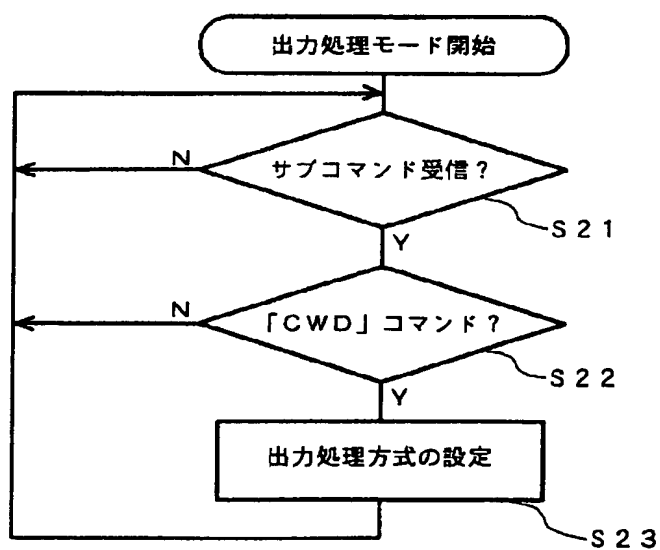 出力処理モード開始
N
サブコマンド受信？
S21
Y
N
「CWD」コマンド？
S22
Y
出力処理方式の設定
S23